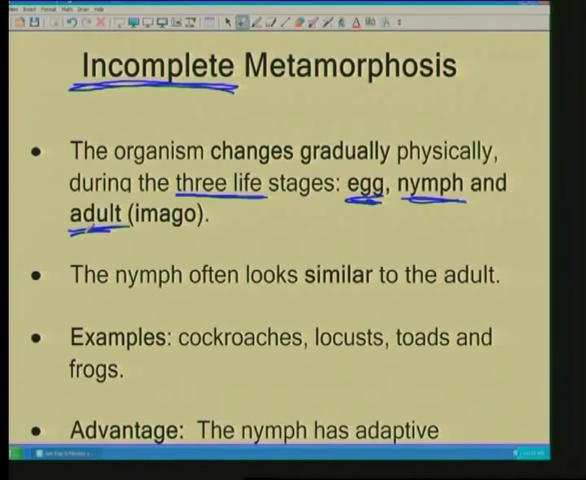 Incomplete Metamorphosis
• The organism changes gradually physically,
during the three life stages: egg, nymph and
adult (imago).
• The nymph often looks similar to the adult.
• Examples: cockroaches, locusts, toads and
frogs.
• Advantage: The nymph has adaptive